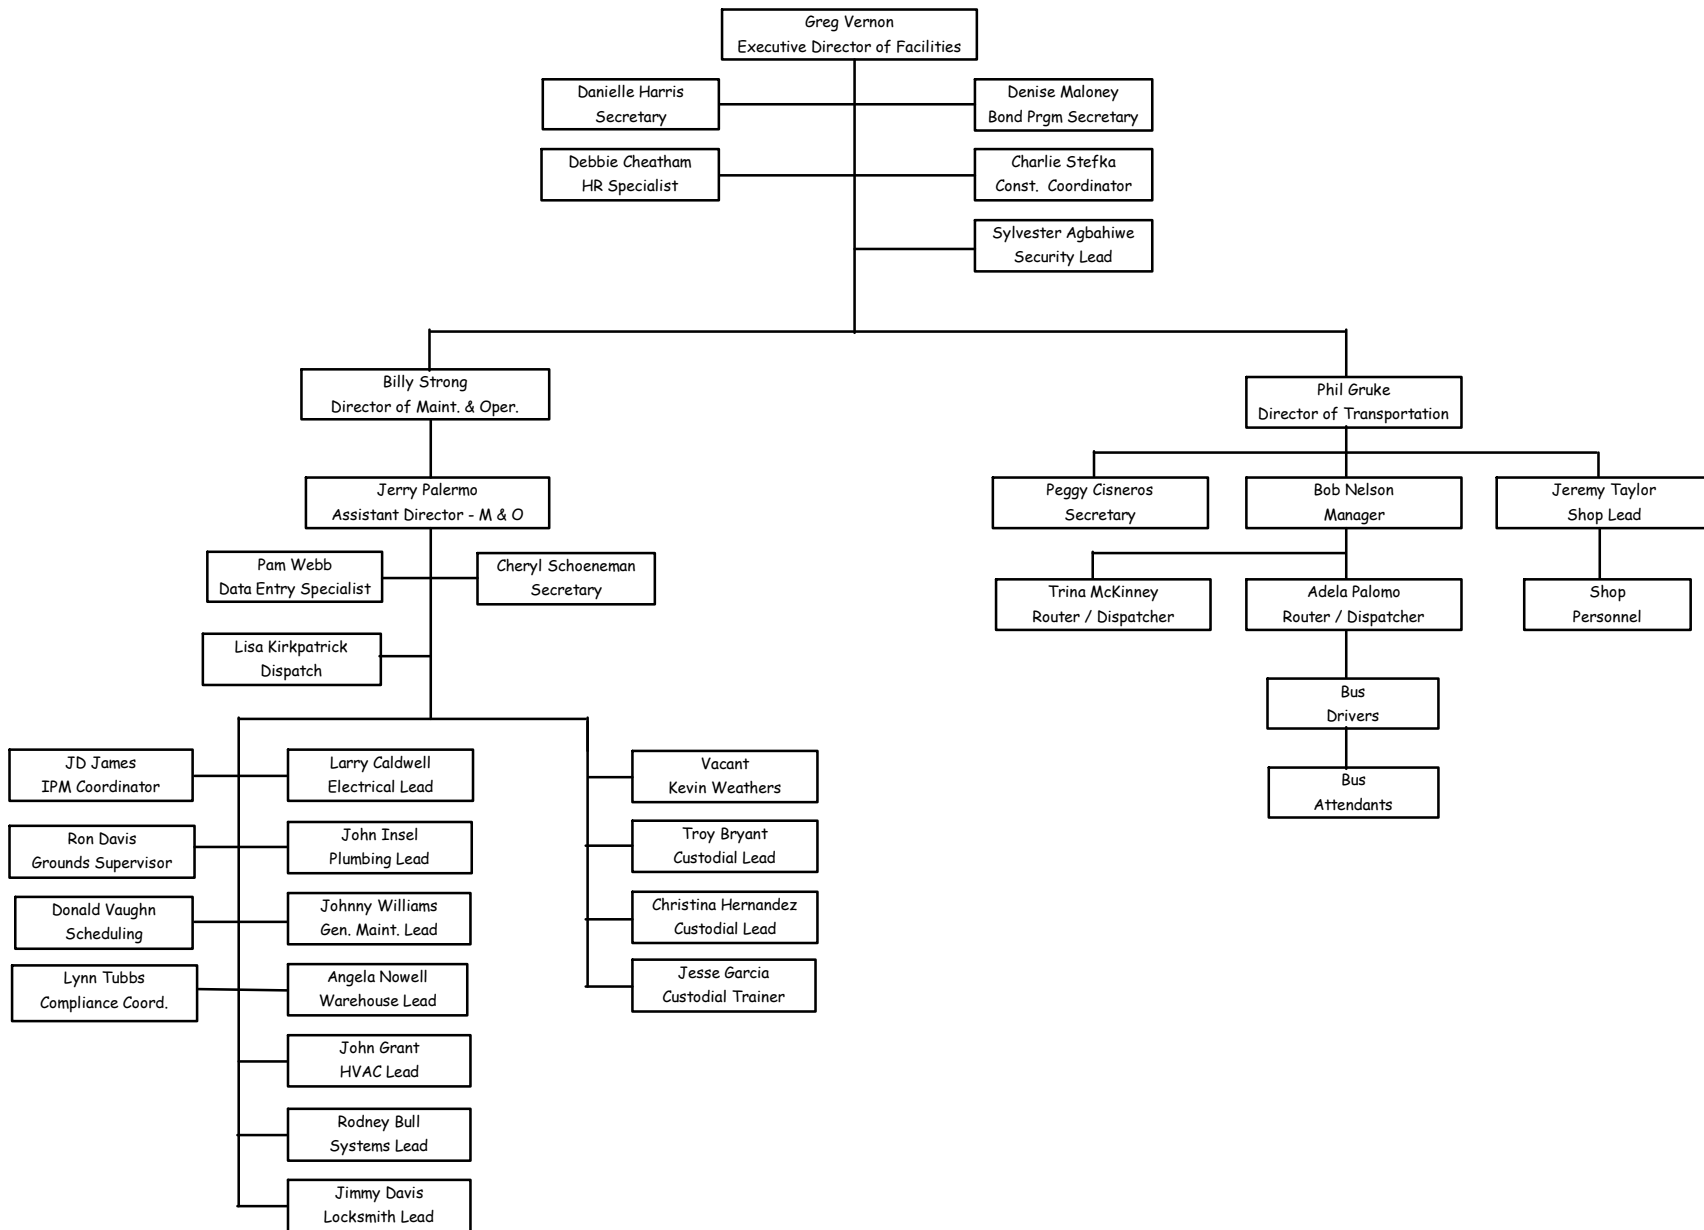 Greg Vernon
Executive Director of Facilities
Danielle Harris
Secretary
Denise Maloney
Bond Prgm Secretary
Debbie Cheatham
HR Specialist
Charlie Stefka
Const. Coordinator
Sylvester Agbahiwe
Security Lead
Billy Strong
Director of Maint. & Oper.
Phil Gruke
Director of Transportation
Jerry Palermo
Assistant Director - M & O
Peggy Cisneros
Secretary
Bob Nelson
Manager
Jeremy Taylor
Shop Lead
Pam Webb
Data Entry Specialist
Cheryl Schoeneman
Secretary
Trina McKinney
Router / Dispatcher
Adela Palomo
Router / Dispatcher
Shop
Personnel
Lisa Kirkpatrick
Dispatch
Bus
Drivers
Bus
Attendants
JD James
IPM Coordinator
Larry Caldwell
Electrical Lead
Vacant
Kevin Weathers
Ron Davis
Grounds Supervisor
John Insel
Plumbing Lead
Troy Bryant
Custodial Lead
Donald Vaughn
Scheduling
Johnny Williams
Gen. Maint. Lead
Christina Hernandez
Custodial Lead
Lynn Tubbs
Compliance Coord.
Angela Nowell
Warehouse Lead
Jesse Garcia
Custodial Trainer
John Grant
HVAC Lead
Rodney Bull
Systems Lead
Jimmy Davis
Locksmith Lead